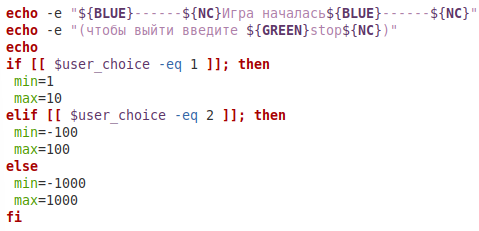 echo -e "${BLUE}------${NC}Игра началась${BLUE}------${NC}"
echo -e "(чтобы выйти введите ${GREEN}stop${NC})"
echo
if [[ $user_choice -eq 1 ]]; then
 min=1
 max=10
elif [[ $user_choice -eq 2 ]]; then
 min=-100
 max=100
else
 min=-1000
 max=1000
fi